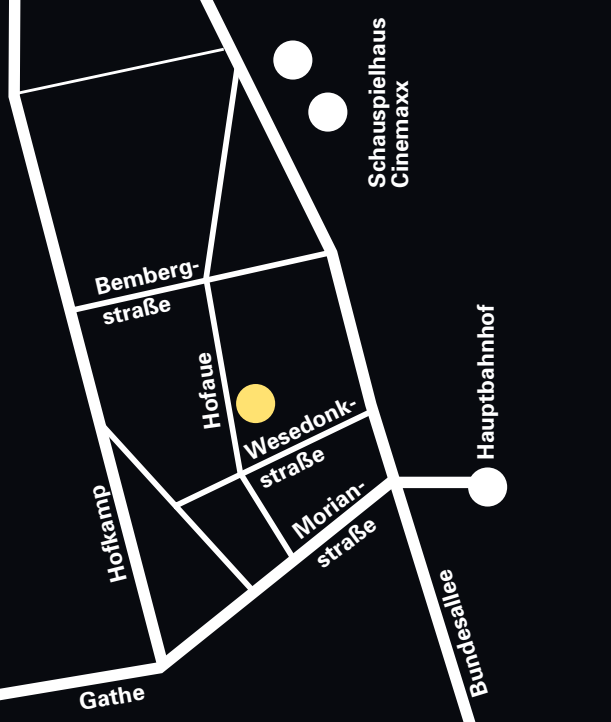 Schauspielhaus
Cinemaxx
Bemberg-
straße
Hofaue
Hauptbahnhof
Wesedonk-
straße
Morian-
straße
Hofkamp
Bundesallee
Gathe